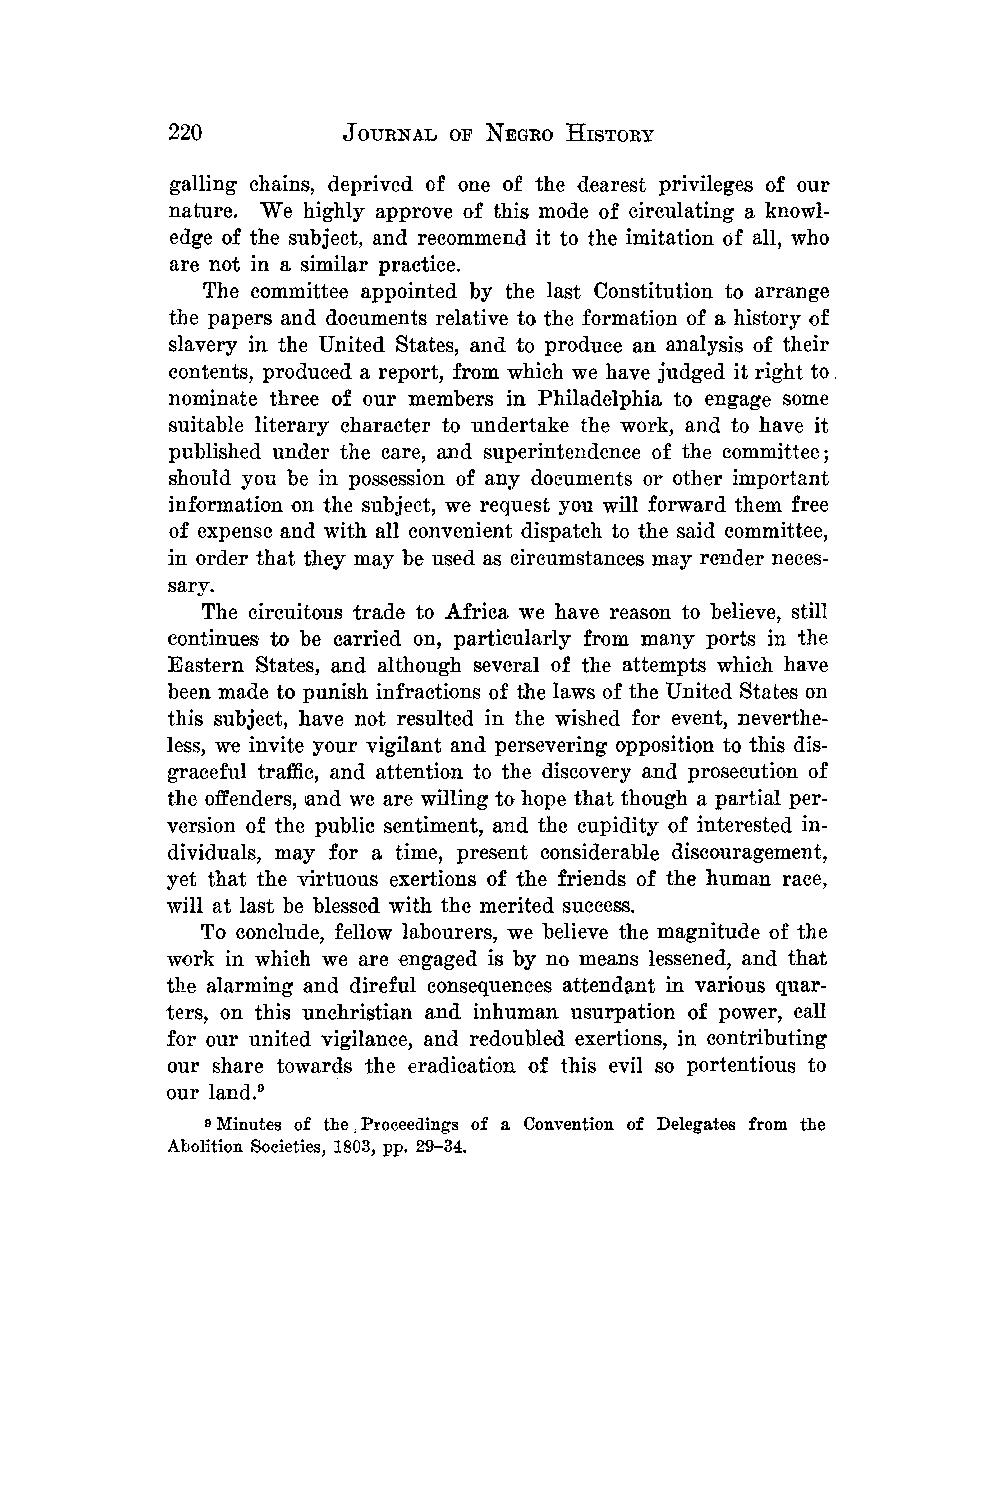 220 JOURNAL OF NEGRO HISTORY
galling chains, deprived of one of the dearest privileges of our
nature. We highly approve of this mode of circulating a knowl-
edge of the subject, and recommend it to the imitation of all, who
are not in a similar practice.
The committee appointed by the last Constitution to arrange
the papers and documents relative to the formation of a history of
slavery in the United States, and to produce an analysis of their
contents, produced a report, from which we have judged it right to
nominate three of our members in Philadelphia to engage some
suitable literary character to undertake the work, and to have it
published under the care, and superintendence of the committee;
should you be in possession of any documents or other important
information on the subject, we request you will forward them free
of expense and with all convenient dispatch to the said committee,
in order that they may be used as circumstances may render neces-
sary.
The circuitous trade to Africa we have reason to believe, still
continues to be carried on, particularly from many ports in the
Eastern States, and although several of the attempts which have
been made to punish infractions of the laws of the United States on
this subject, have not resulted in the wished for event, neverthe-
less, we invite your vigilant and persevering opposition to this dis-
graceful traffic, and attention to the discovery and prosecution of
the offenders, and we are willing to hope that though a partial per-
version of the public sentiment, and the cupidity of interested in-
dividuals, may for a time, present considerable discouragement,
yet that the virtuous exertions of the friends of the human race,
will at last be blessed with the merited success.
To conclude, fellow labourers, we believe the magnitude of the
work in which we are engaged is by no means lessened, and that
the alarming and direful consequences attendant in various quar-
ters, on this unchristian and inhuman usurpation of power, call
for our united vigilance, and redoubled exertions, in contributing
our share towards the eradication of this evil so portentious to
our land.⁹
⁹ Minutes of the Proceedings of a Convention of Delegates from the
Abolition Societies, 1803, pp. 29–34.